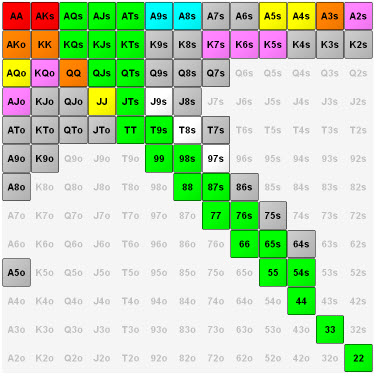 AA AKs AQs AJs ATs A9s A8s A7s A6s A5s A4s A3s A2s
AKo KK KQs KJs KTs K9s K8s K7s K6s K5s K4s K3s K2s
AQo KQo QQ QJs QTs Q9s Q8s Q7s Q6s Q5s Q4s Q3s Q2s
AJo KJo QJo JJ JTs J9s J8s J7s J6s J5s J4s J3s J2s
ATo KTo QTo JTo TT T9s T8s T7s T6s T5s T4s T3s T2s
A9o K9o Q9o J9o T9o 99 98s 97s 96s 95s 94s 93s 92s
A8o K8o Q8o J8o T8o 98o 88 87s 86s 85s 84s 83s 82s
A7o K7o Q7o J7o T7o 97o 87o 77 76s 75s 74s 73s 72s
A6o K6o Q6o J6o T6o 96o 86o 76o 66 65s 64s 63s 62s
A5o K5o Q5o J5o T5o 95o 85o 75o 65o 55 54s 53s 52s
A4o K4o Q4o J4o T4o 94o 84o 74o 64o 54o 44 43s 42s
A3o K3o Q3o J3o T3o 93o 83o 73o 63o 53o 43o 33 32s
A2o K2o Q2o J2o T2o 92o 82o 72o 62o 52o 42o 32o 22